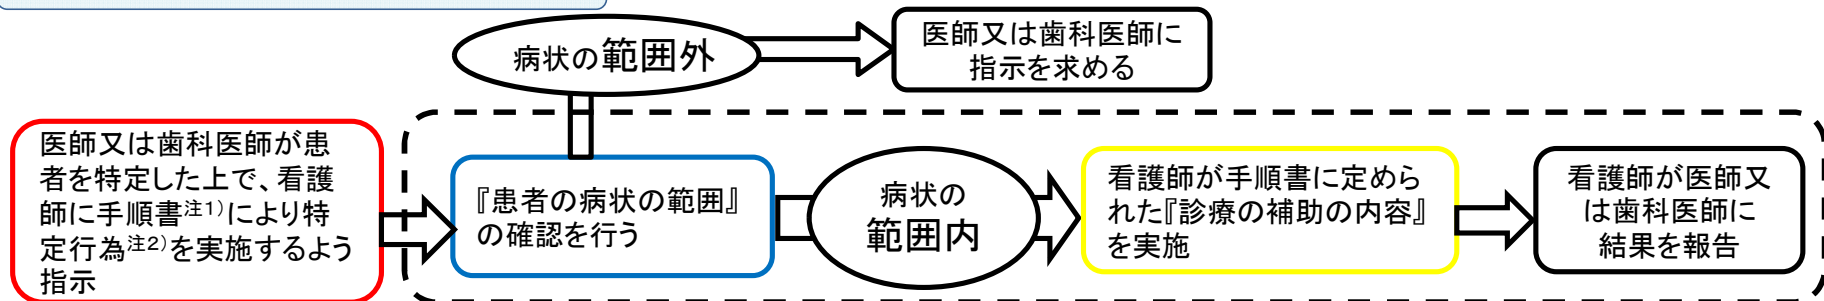 病状の範囲外
医師又は歯科医師に
指示を求める
医師又は歯科医師が患
者を特定した上で、看護
師に手順書注1)により特
定行為注2)を実施するよう
指示
『患者の病状の範囲』
の確認を行う
病状の
範囲内
看護師が手順書に定めら
れた『診療の補助の内容』
を実施
看護師が医師又
は歯科医師に
結果を報告